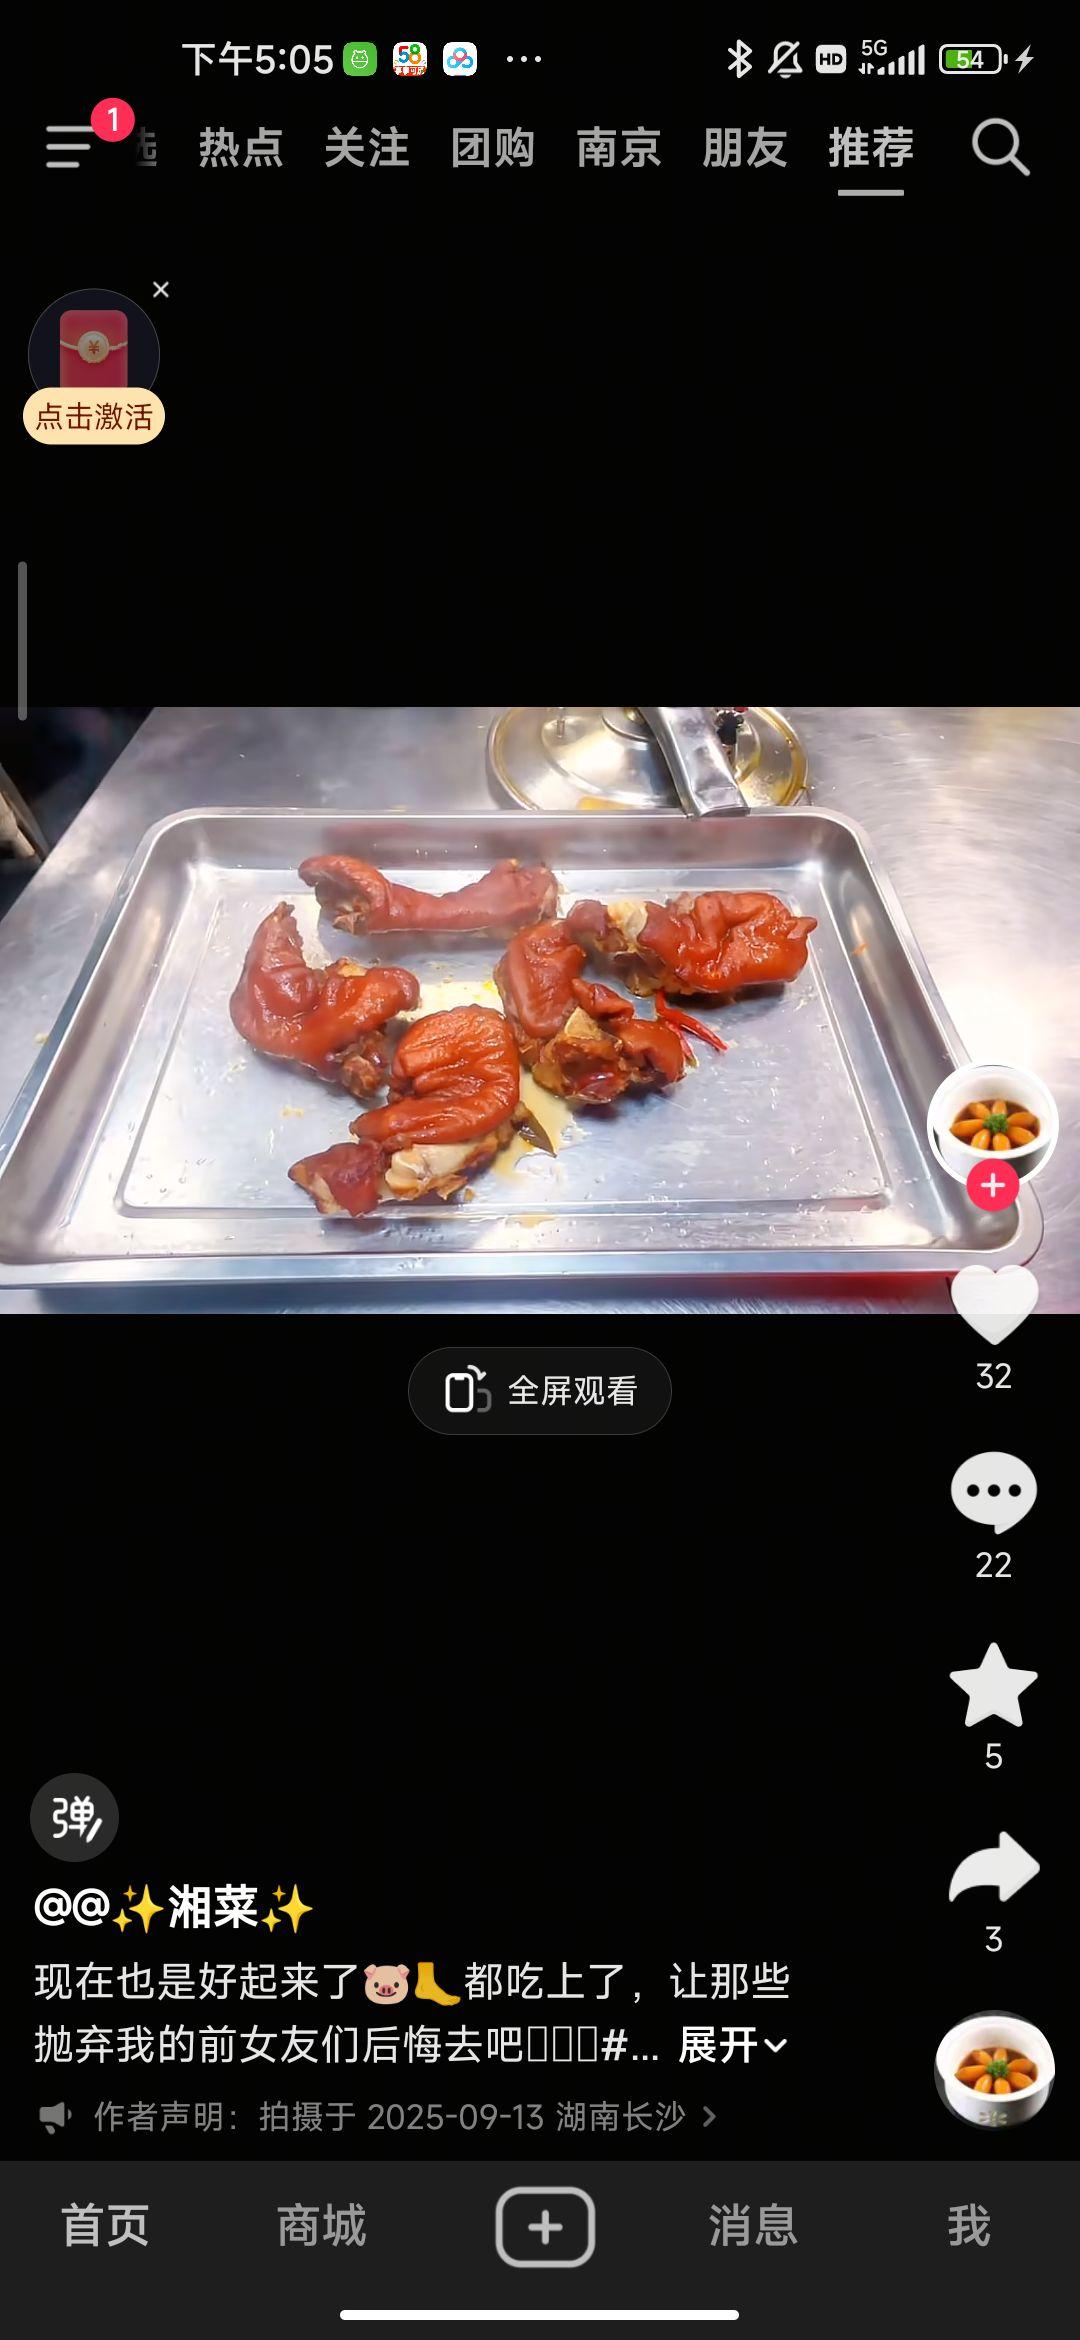 下午5:05 58 ... HD 5G 54
1
选 热点 关注 团购 南京 朋友 推荐
点击激活
全屏观看
32
22
5
3
弹
@@✨湘菜✨
现在也是好起来了🐷🦶都吃上了，让那些
抛弃我的前女友们后悔去吧#... 展开
作者声明：拍摄于 2025-09-13 湖南长沙 >
首页 商城 消息 我